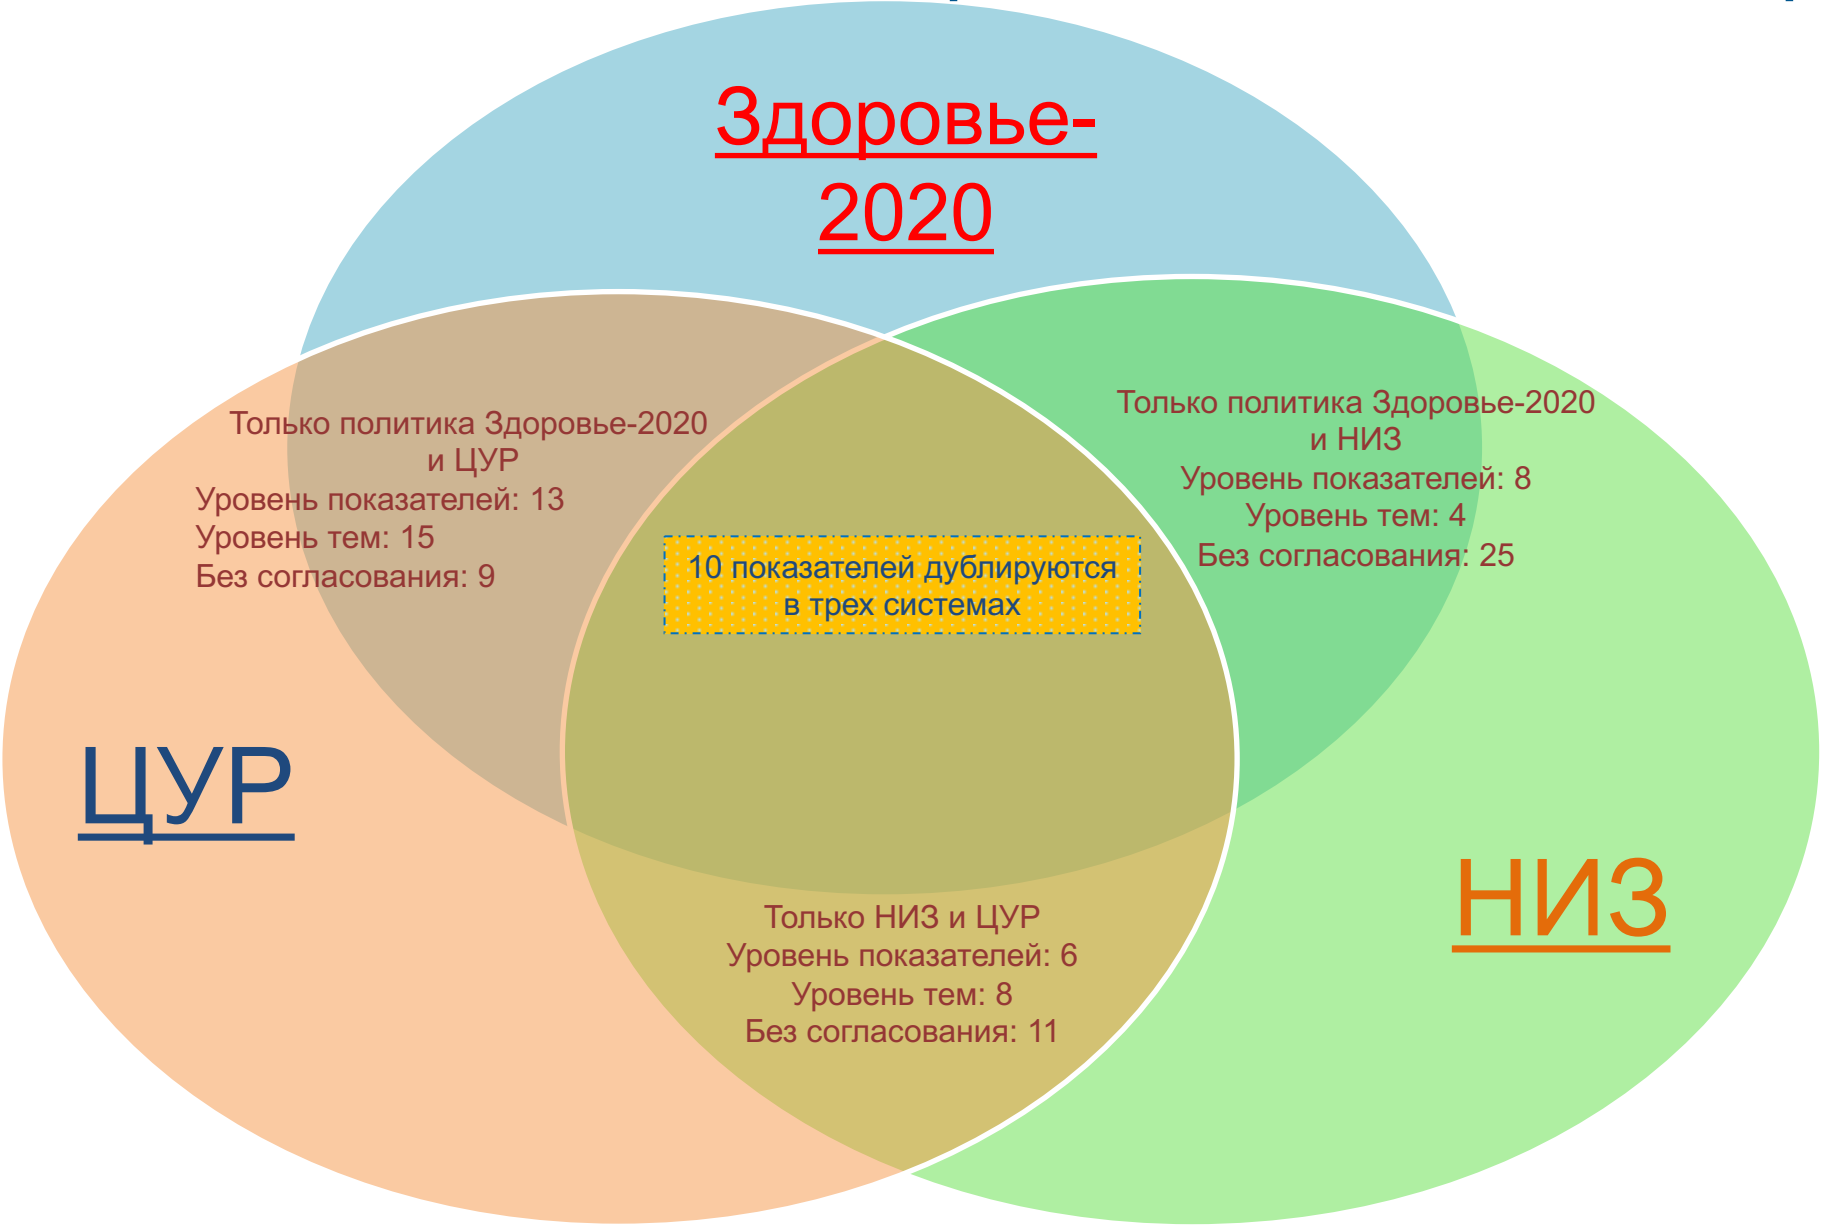 Здоровье-
2020
Только политика Здоровье-2020
и ЦУР
Уровень показателей: 13
Уровень тем: 15
Без согласования: 9
Только политика Здоровье-2020
и НИЗ
Уровень показателей: 8
Уровень тем: 4
Без согласования: 25
10 показателей дублируются
в трех системах
ЦУР
НИЗ
Только НИЗ и ЦУР
Уровень показателей: 6
Уровень тем: 8
Без согласования: 11